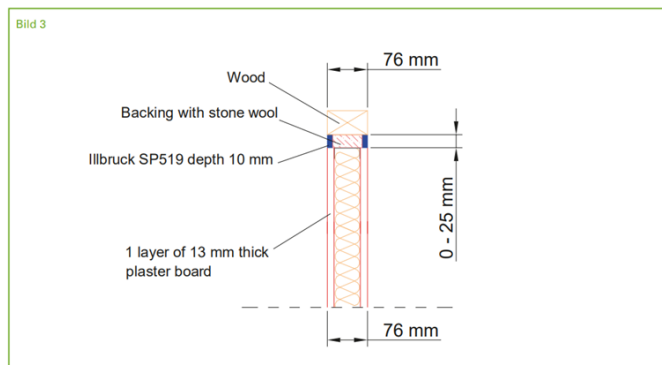 Bild 3
76 mm
Wood
Backing with stone wool
Illbruck SP519 depth 10 mm
0 - 25 mm
1 layer of 13 mm thick
plaster board
76 mm